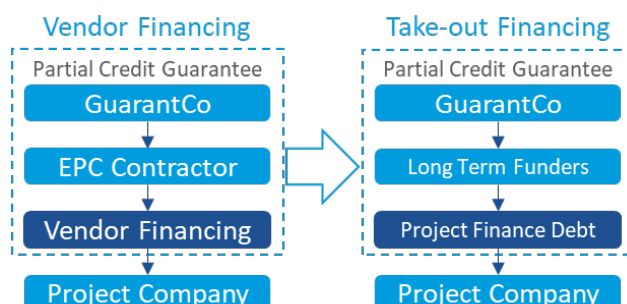 Vendor Financing
Partial Credit Guarantee
GuarantCo
EPC Contractor
Vendor Financing
Project Company
Take-out Financing
Partial Credit Guarantee
GuarantCo
Long Term Funders
Project Finance Debt
Project Company